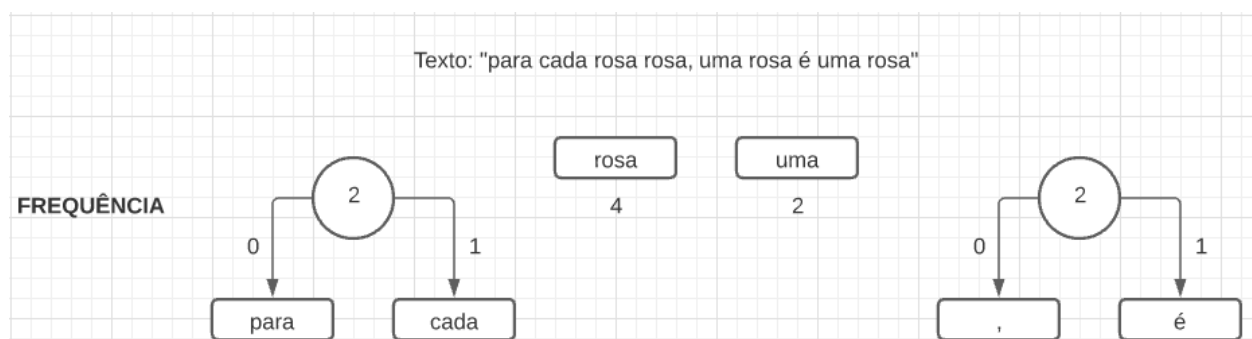 Texto: "para cada rosa rosa, uma rosa é uma rosa"
rosa uma
2 2
FREQUÊNCIA 4 2
0 1 0 1
para cada , é